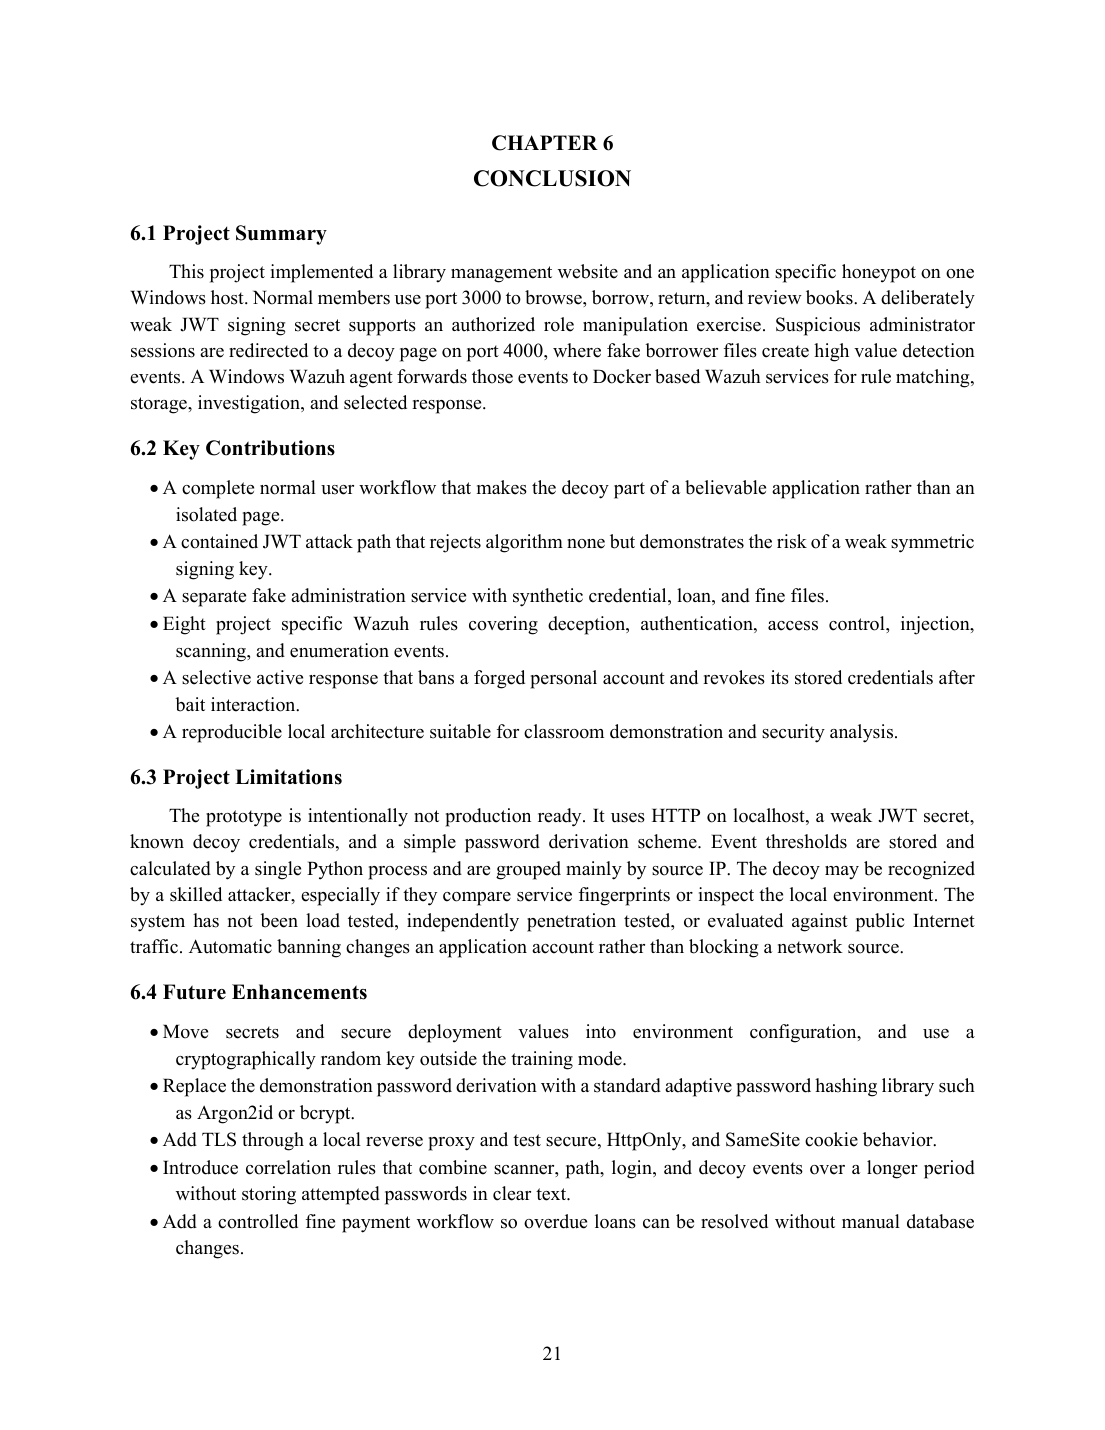 CHAPTER 6
CONCLUSION
6.1 Project Summary
This project implemented a library management website and an application specific honeypot on one
Windows host. Normal members use port 3000 to browse, borrow, return, and review books. A deliberately
weak JWT signing secret supports an authorized role manipulation exercise. Suspicious administrator
sessions are redirected to a decoy page on port 4000, where fake borrower files create high value detection
events. A Windows Wazuh agent forwards those events to Docker based Wazuh services for rule matching,
storage, investigation, and selected response.
6.2 Key Contributions
• A complete normal user workflow that makes the decoy part of a believable application rather than an
isolated page.
• A contained JWT attack path that rejects algorithm none but demonstrates the risk of a weak symmetric
signing key.
• A separate fake administration service with synthetic credential, loan, and fine files.
• Eight project specific Wazuh rules covering deception, authentication, access control, injection,
scanning, and enumeration events.
• A selective active response that bans a forged personal account and revokes its stored credentials after
bait interaction.
• A reproducible local architecture suitable for classroom demonstration and security analysis.
6.3 Project Limitations
The prototype is intentionally not production ready. It uses HTTP on localhost, a weak JWT secret,
known decoy credentials, and a simple password derivation scheme. Event thresholds are stored and
calculated by a single Python process and are grouped mainly by source IP. The decoy may be recognized
by a skilled attacker, especially if they compare service fingerprints or inspect the local environment. The
system has not been load tested, independently penetration tested, or evaluated against public Internet
traffic. Automatic banning changes an application account rather than blocking a network source.
6.4 Future Enhancements
• Move secrets and secure deployment values into environment configuration, and use a
cryptographically random key outside the training mode.
• Replace the demonstration password derivation with a standard adaptive password hashing library such
as Argon2id or bcrypt.
• Add TLS through a local reverse proxy and test secure, HttpOnly, and SameSite cookie behavior.
• Introduce correlation rules that combine scanner, path, login, and decoy events over a longer period
without storing attempted passwords in clear text.
• Add a controlled fine payment workflow so overdue loans can be resolved without manual database
changes.
21